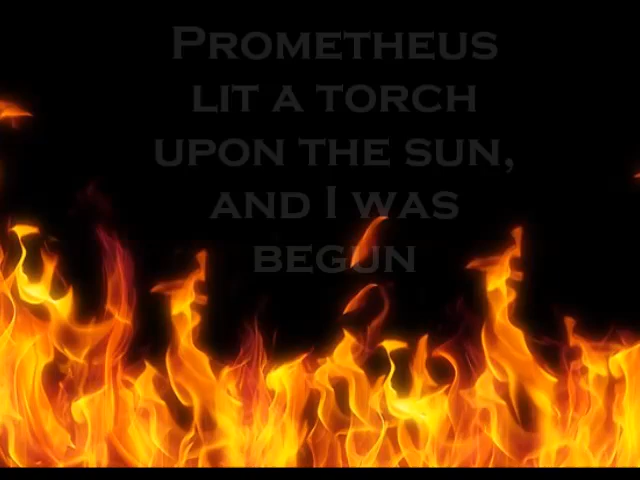 PROMETHEUS
LIT A TORCH
UPON THE SUN,
AND I WAS
BEGUN